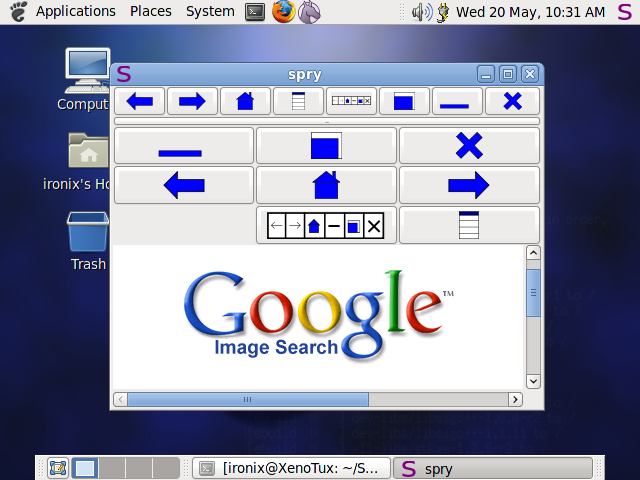 Applications Places System Wed 20 May, 10:31 AM S
S spry
Comput
ironix's Ho
Trash
Google™
Image Search
[ironix@XenoTux: ~/S...
S spry